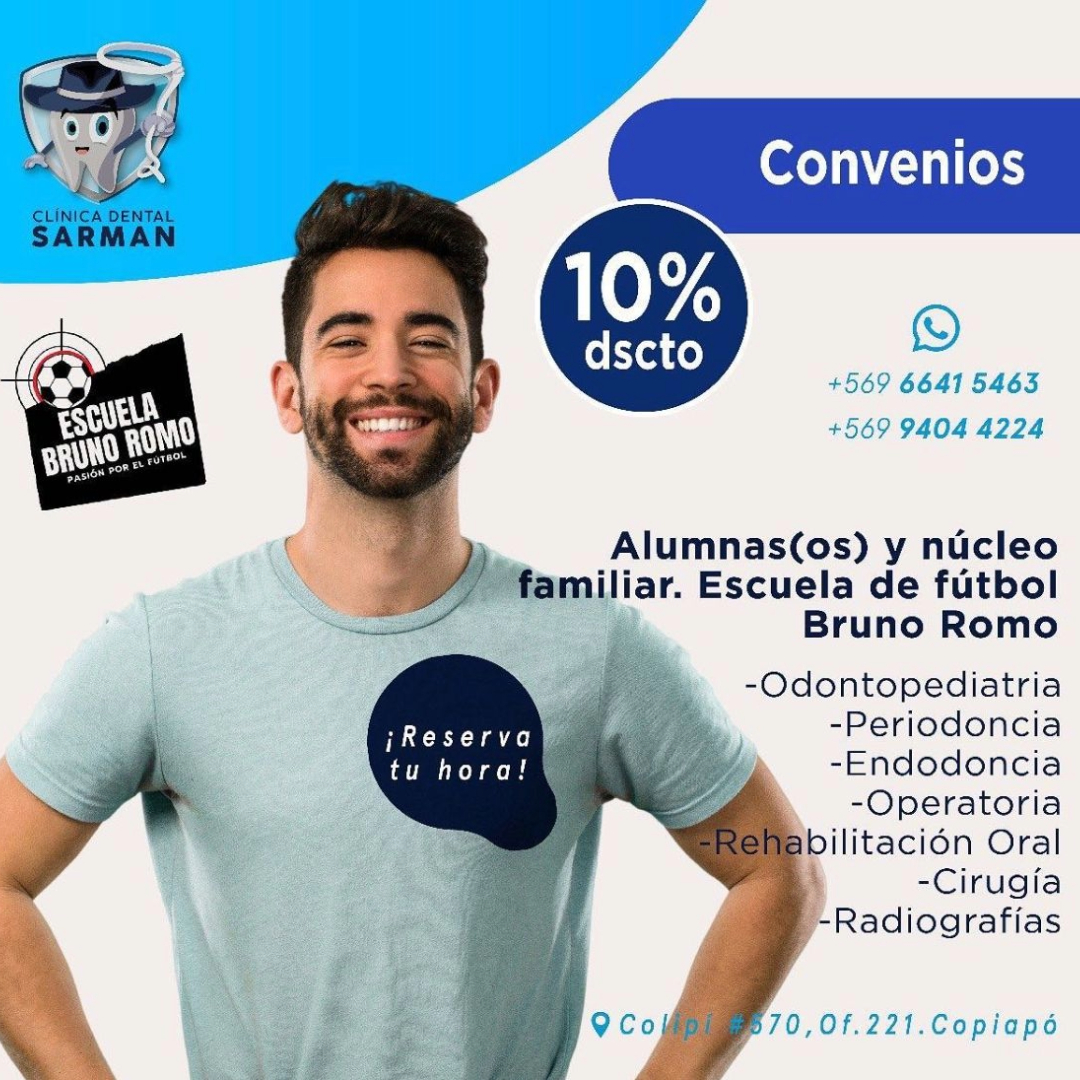 CLÍNICA DENTAL
SARMAN
Convenios
10%
dscto
+569 6641 5463
+569 9404 4224
ESCUELA
BRUNO ROMO
PASIÓN POR EL FÚTBOL
Alumnas(os) y núcleo
familiar. Escuela de fútbol
Bruno Romo
-Odontopediatria
-Periodoncia
-Endodoncia
-Operatoria
-Rehabilitación Oral
-Cirugía
-Radiografías
¡Reserva
tu hora!
Colipí #570,Of.221.Copiapó